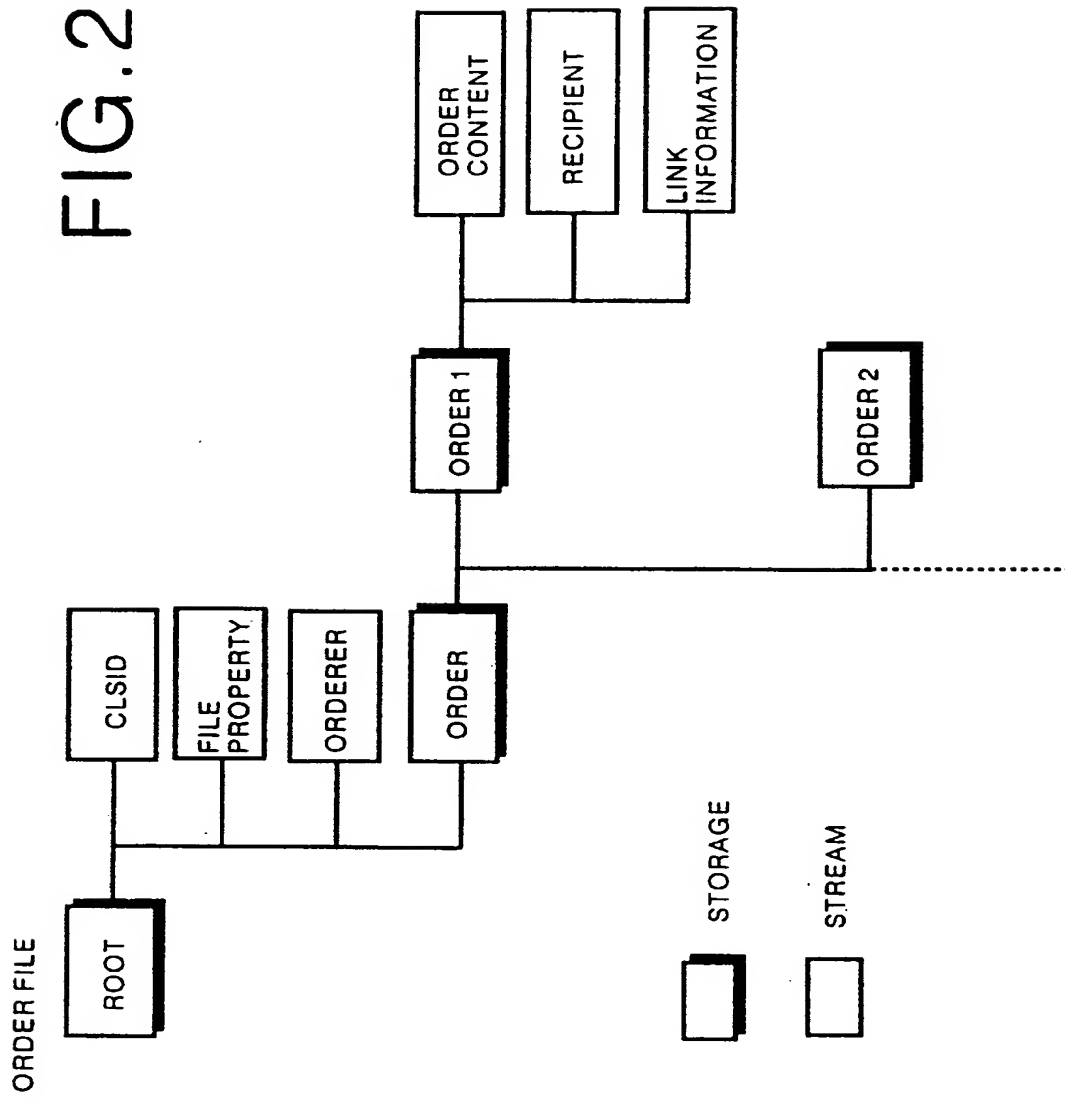 FIG.2
ORDER FILE
ROOT
CLSID
FILE
PROPERTY
ORDERER
ORDER
ORDER 1
ORDER
CONTENT
RECIPIENT
LINK
INFORMATION
ORDER 2
STORAGE
STREAM